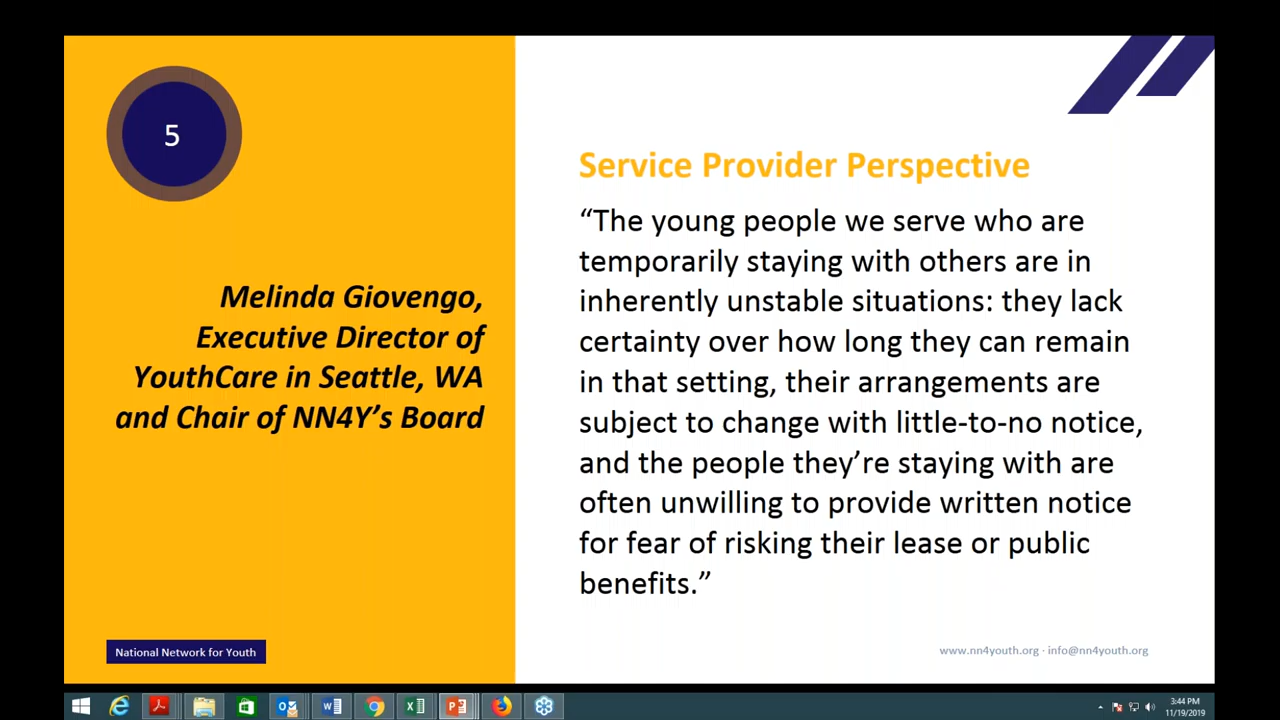 5
Melinda Giovengo,
Executive Director of
YouthCare in Seattle, WA
and Chair of NN4Y’s Board
Service Provider Perspective
“The young people we serve who are
temporarily staying with others are in
inherently unstable situations: they lack
certainty over how long they can remain
in that setting, their arrangements are
subject to change with little-to-no notice,
and the people they’re staying with are
often unwilling to provide written notice
for fear of risking their lease or public
benefits.”
National Network for Youth
www.nn4youth.org · info@nn4youth.org
3:44 PM
11/19/2019